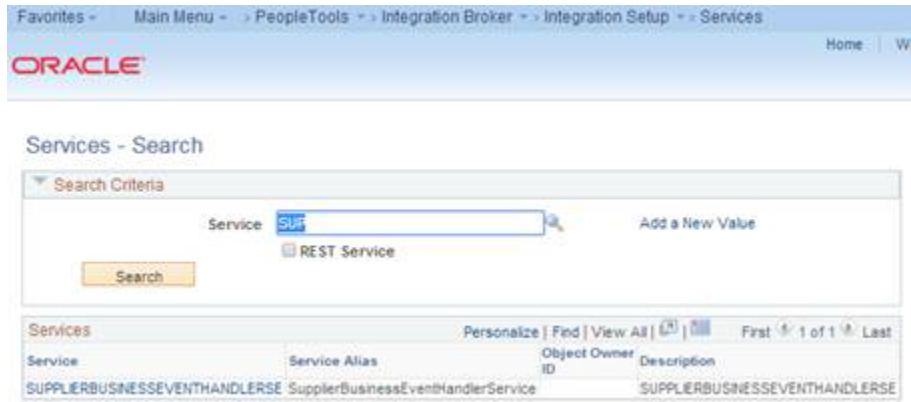 Favorites Main Menu > PeopleTools > Integration Broker > Integration Setup > Services
Home W
ORACLE
Services - Search
Search Criteria
Service SUP Add a New Value
REST Service
Search
Services Personalize | Find | View All | | First 1 of 1 Last
Service Service Alias Object Owner ID Description
SUPPLIERBUSINESSEVENTHANDLERSE SupplierBusinessEventHandlerService SUPPLIERBUSINESSEVENTHANDLERSE